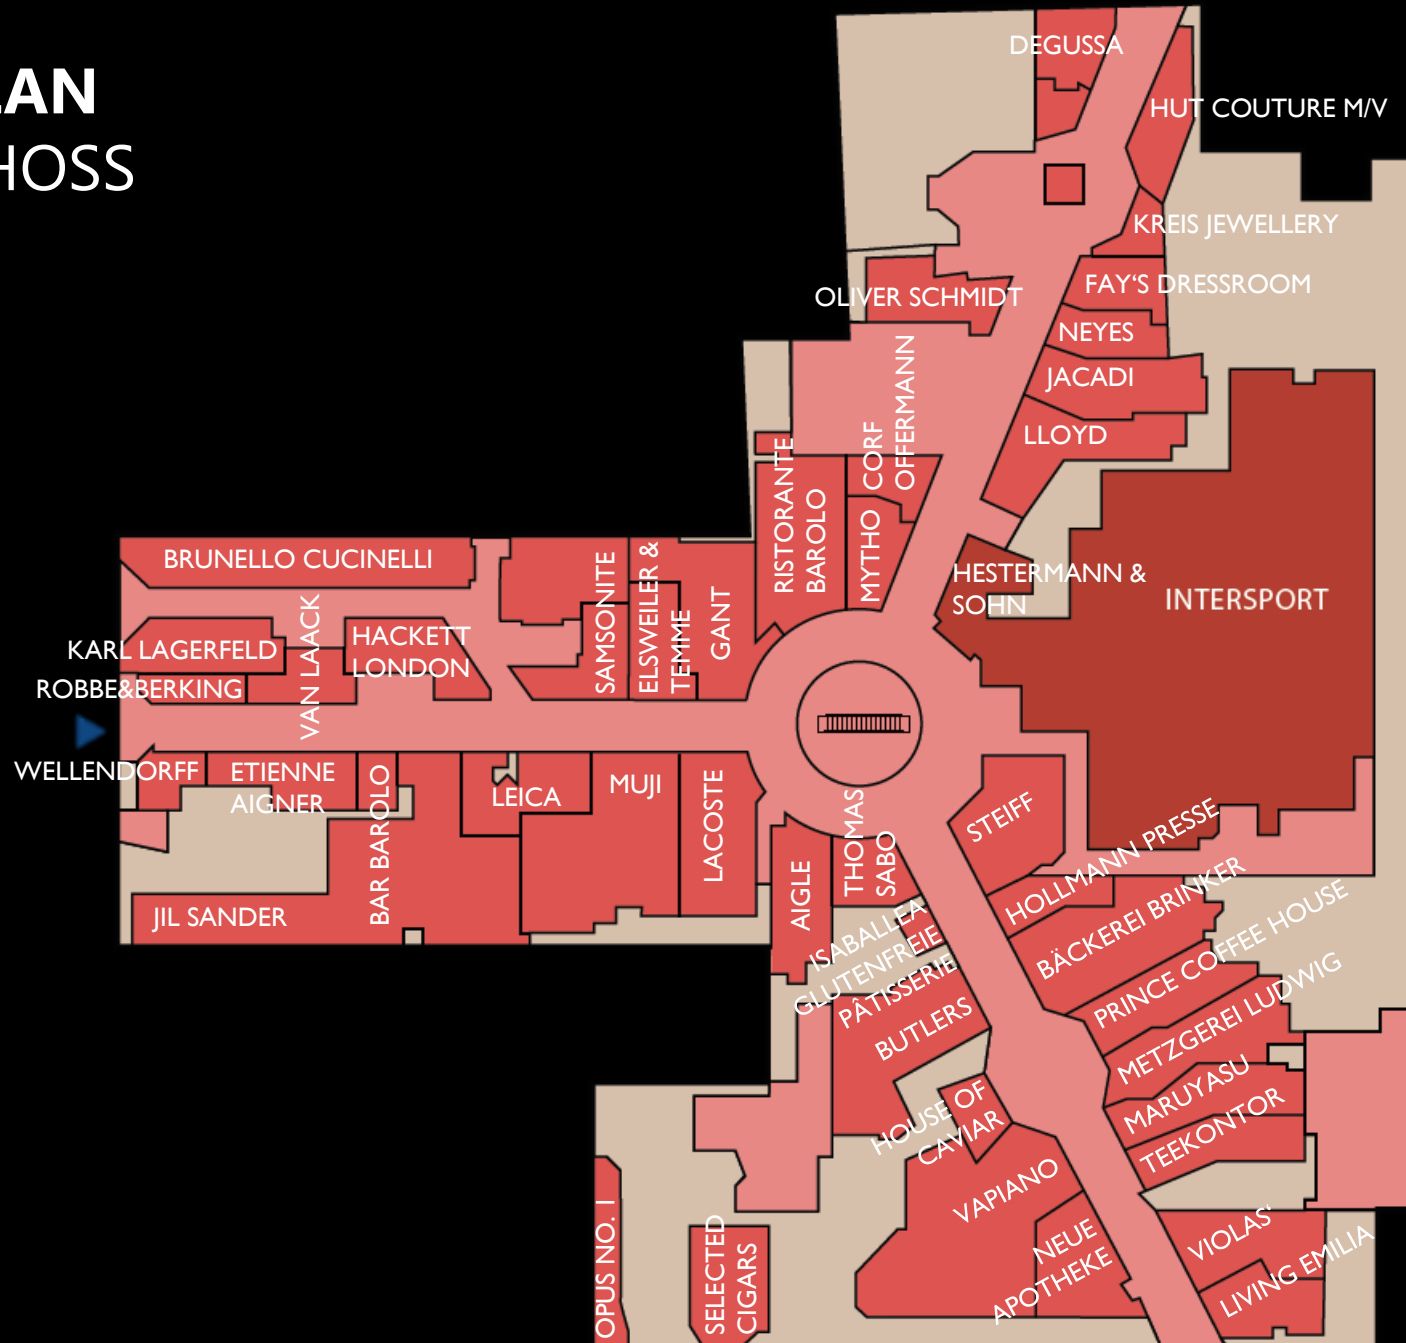 LAN
HOSS
DEGUSSA
HUT COUTURE M/V
KREIS JEWELLERY
FAY'S DRESSROOM
OLIVER SCHMIDT
NEYES
JACADI
LLOYD
CORF
OFFERMANN
RISTORANTE
BAROLO
MYTHO
HESTERMANN &
SOHN
INTERSPORT
BRUNELLO CUCINELLI
KARL LAGERFELD
VAN LAACK
HACKETT
LONDON
SAMSONITE
ELSWEILER &
TEMME
GANT
ROBBE&BERKING
WELLENDORFF
ETIENNE
AIGNER
BAR BAROLO
LEICA
MUJI
LACOSTE
JIL SANDER
AIGLE
THOMAS
SABO
STEIFF
HOLLMANN PRESSE
BÄCKEREI BRINKER
PRINCE COFFEE HOUSE
METZGEREI LUDWIG
MARUYASU
TEEKONTOR
ISABALLEA
GLUTENFREIE
PÂTISSERIE
BUTLERS
HOUSE OF
CAVIAR
VAPIANO
NEUE
APOTHEKE
VIOLAS‘
LIVING EMILIA
OPUS NO. 1
SELECTED
CIGARS